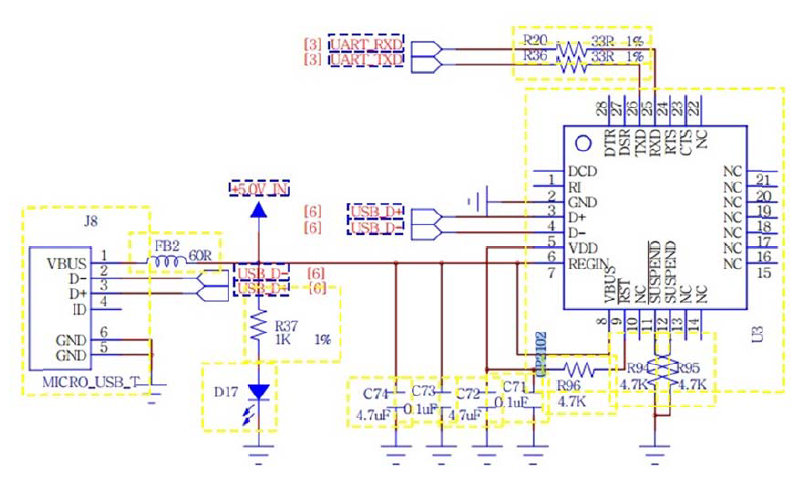 [3] UART_RXD R20 33R 1%
[3] UART_TXD R36 33R 1%
28 27 26 25 24 23 22
DTR DSR TXD RXD RTS CTS NC
DCD NC 21
1 RI NC 20
2 GND NC 19
3 D+ NC 18
4 D- NC 17
5 VDD NC 16
6 REGIN NC 15
7
VBUS RST NC SUSPEND SUSPEND NC NC
8 9 10 11 12 13 14
U3
CP2102
+5.0V_IN
[6] USB_D+
[6] USB_D-
J8
FB2
60R
VBUS 1
D- 2
D+ 3
ID 4
GND 6
GND 5
MICRO_USB_T
USB_D- [6]
USB_D+ [6]
R37
1K 1%
D17
C74
4.7uF
C73
0.1uF
C72
4.7uF
C71
0.1uF
R96
4.7K
R94
4.7K
R95
4.7K